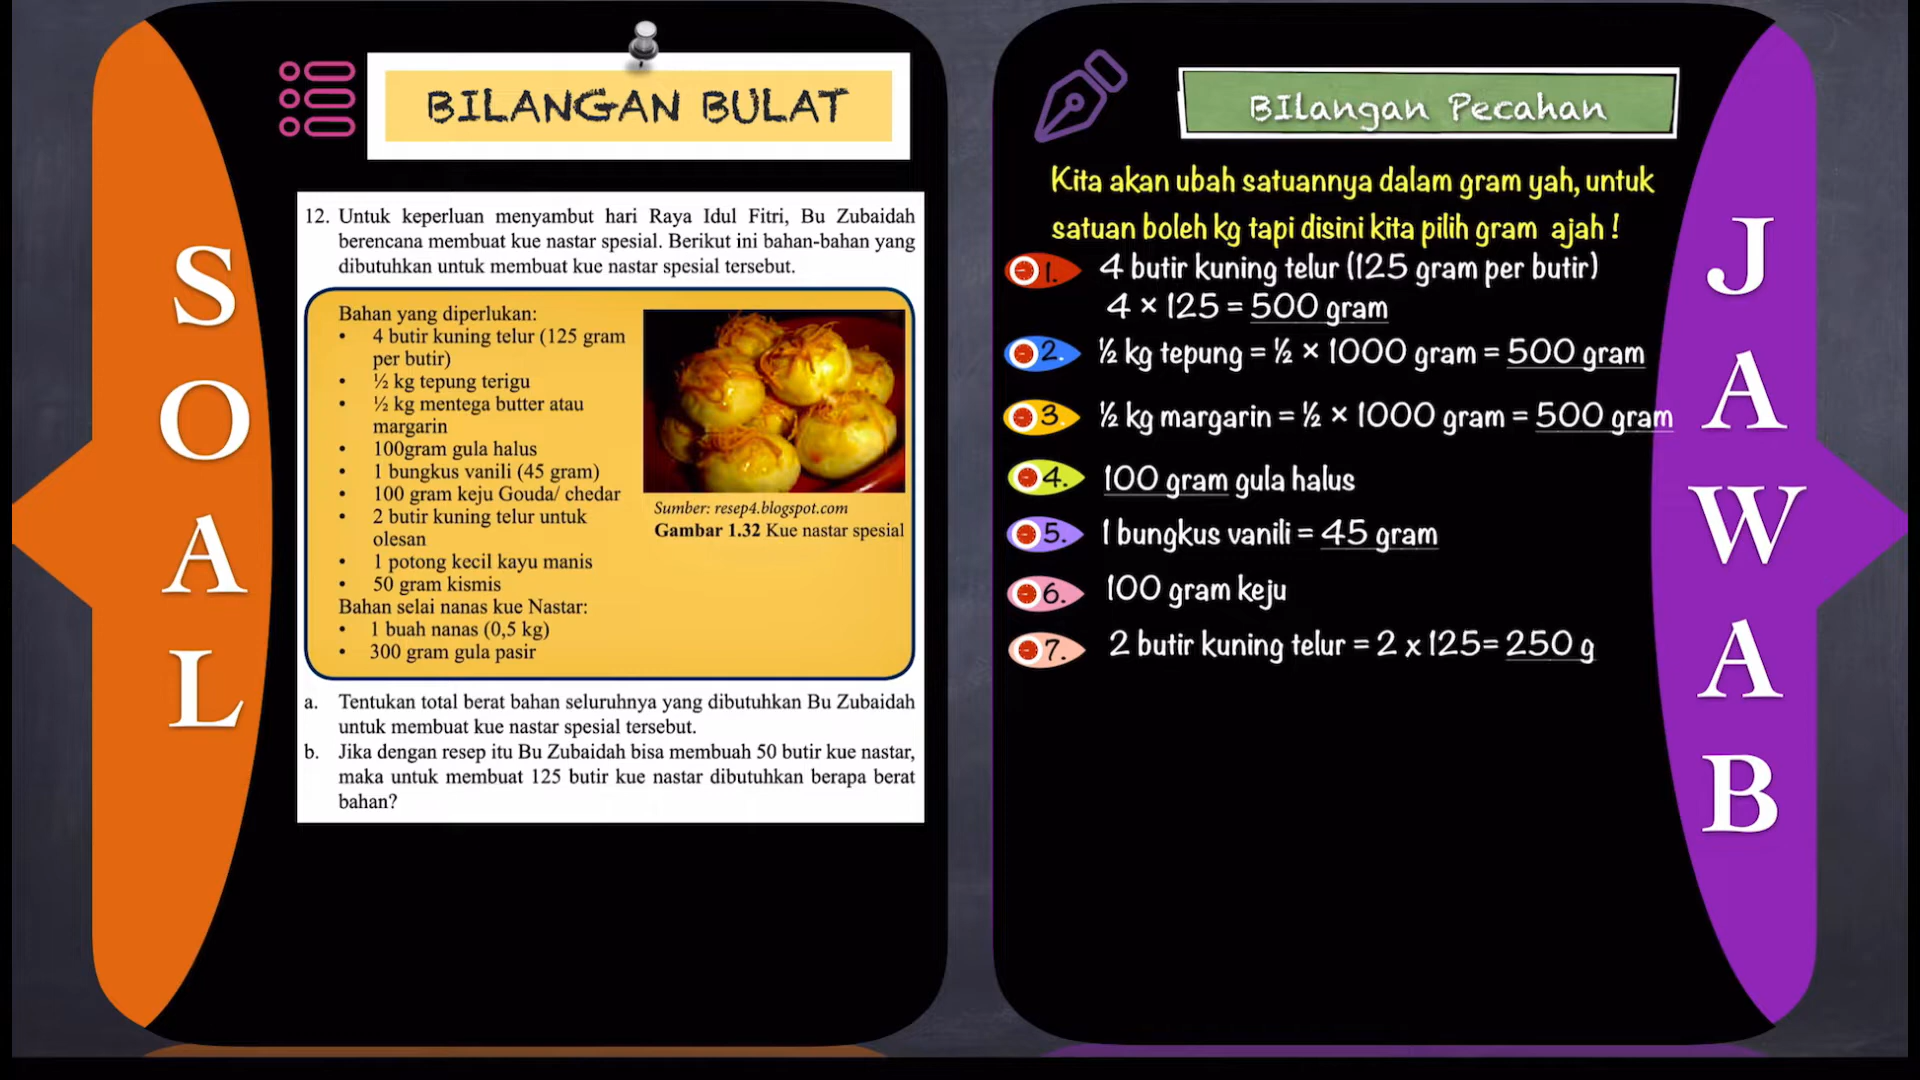 SOAL
BILANGAN BULAT
12. Untuk keperluan menyambut hari Raya Idul Fitri, Bu Zubaidah
berencana membuat kue nastar spesial. Berikut ini bahan-bahan yang
dibutuhkan untuk membuat kue nastar spesial tersebut.
Bahan yang diperlukan:
• 4 butir kuning telur (125 gram
per butir)
• ½ kg tepung terigu
• ½ kg mentega butter atau
margarin
• 100gram gula halus
• 1 bungkus vanili (45 gram)
• 100 gram keju Gouda/ chedar
• 2 butir kuning telur untuk
olesan
• 1 potong kecil kayu manis
• 50 gram kismis
Bahan selai nanas kue Nastar:
• 1 buah nanas (0,5 kg)
• 300 gram gula pasir
Sumber: resep4.blogspot.com
Gambar 1.32 Kue nastar spesial
a. Tentukan total berat bahan seluruhnya yang dibutuhkan Bu Zubaidah
untuk membuat kue nastar spesial tersebut.
b. Jika dengan resep itu Bu Zubaidah bisa membuah 50 butir kue nastar,
maka untuk membuat 125 butir kue nastar dibutuhkan berapa berat
bahan?
BIlangan Pecahan
Kita akan ubah satuannya dalam gram yah, untuk
satuan boleh kg tapi disini kita pilih gram ajah !
1. 4 butir kuning telur (125 gram per butir)
4 × 125 = 500 gram
2. ½ kg tepung = ½ × 1000 gram = 500 gram
3. ½ kg margarin = ½ × 1000 gram = 500 gram
4. 100 gram gula halus
5. 1 bungkus vanili = 45 gram
6. 100 gram keju
7. 2 butir kuning telur = 2 x 125= 250 g
JAWAB